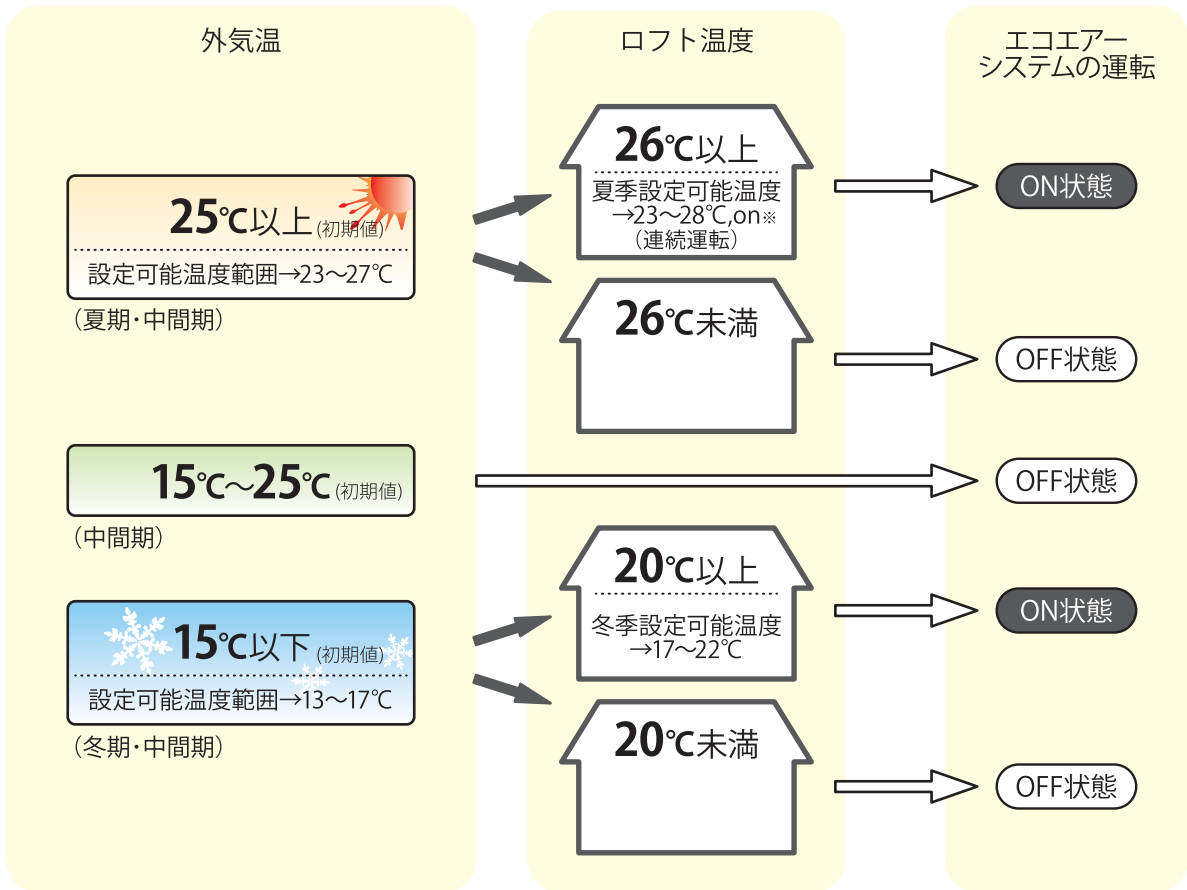 外気温
ロフト温度
エコエアー
システムの運転
25℃以上(初期値)
設定可能温度範囲→23〜27℃
（夏期・中間期）
26℃以上
夏季設定可能温度
→23〜28℃,on※
（連続運転）
ON状態
26℃未満
OFF状態
15℃〜25℃(初期値)
（中間期）
OFF状態
15℃以下(初期値)
設定可能温度範囲→13〜17℃
（冬期・中間期）
20℃以上
冬季設定可能温度
→17〜22℃
ON状態
20℃未満
OFF状態